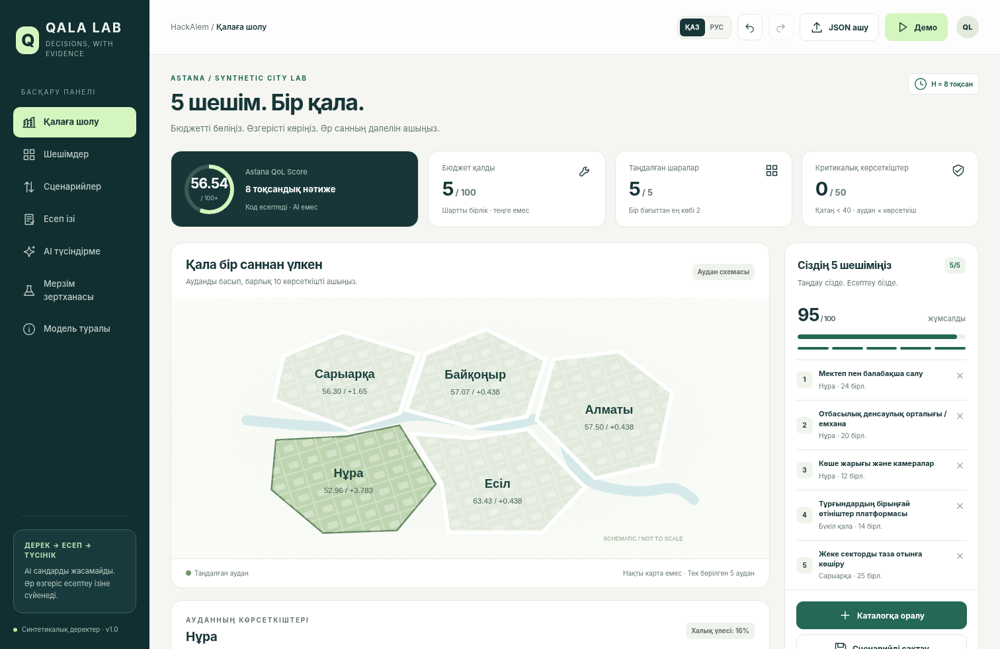 Q
QALA LAB
DECISIONS, WITH
EVIDENCE
БАСҚАРУ ПАНЕЛІ
Қалаға шолу
Шешімдер
Сценарийлер
Есеп ізі
AI түсіндірме
Мерзім
зертханасы
Модель туралы
ДЕРЕК → ЕСЕП →
ТҮСІНІК
AI сандарды жасамайды.
Әр өзгеріс есептеу ізіне
сүйенеді.
Синтетикалық деректер · v1.0
HackAlem / Қалаға шолу
ҚАЗ
РУС
JSON ашу
Демо
QL
ASTANA / SYNTHETIC CITY LAB
5 шешім. Бір қала.
Бюджетті бөліңіз. Өзгерісті көріңіз. Әр санның дәлелін ашыңыз.
H = 8 тоқсан
56.54
/ 100*
Astana QoL Score
8 тоқсандық нәтиже
Код есептеді · AI емес
Бюджет қалды
5 / 100
Шартты бірлік · теңге емес
Таңдалған шаралар
5 / 5
Бір бағыттан ең көбі 2
Критикалық көрсеткіштер
0 / 50
Қатаң < 40 · аудан × көрсеткіш
Қала бір саннан үлкен
Ауданды басып, барлық 10 көрсеткішті ашыңыз.
Аудан схемасы
Сарыарқа
56.30 / +1.65
Байқоңыр
57.07 / +0.438
Алматы
57.50 / +0.438
Нұра
52.96 / +3.783
Есіл
63.43 / +0.438
SCHEMATIC / NOT TO SCALE
Таңдалған аудан
Нақты карта емес · Тек берілген 5 аудан
АУДАННЫҢ КӨРСЕТКІШТЕРІ
Нұра
Халық үлесі: 16%
Сіздің 5 шешіміңіз
5/5
Таңдау сізде. Есептеу бізде.
95 / 100
жұмсалды
1
Мектеп пен балабақша салу
Нұра · 24 бірл.
2
Отбасылық денсаулық орталығы /
емхана
Нұра · 20 бірл.
3
Көше жарығы және камералар
Нұра · 12 бірл.
4
Тұрғындардың бірыңғай
өтініштер платформасы
Бүкіл қала · 14 бірл.
5
Жеке секторды таза отынға
көшіру
Сарыарқа · 25 бірл.
Каталогқа оралу
Сценарийді сақтау